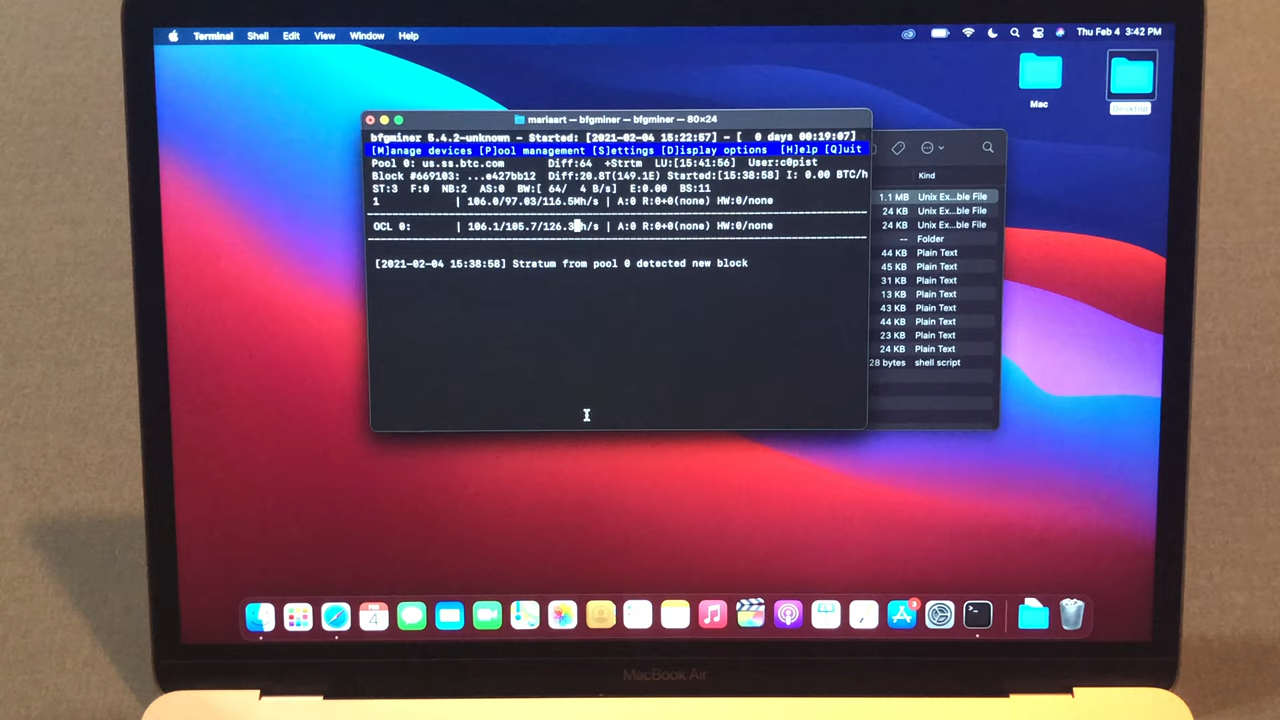 Terminal Shell Edit View Window Help Thu Feb 4 3:42 PM
Mac Desktop
mariaart — bfgminer — bfgminer — 80×24
bfgminer 5.4.2-unknown - Started: [2021-02-04 15:22:57] - [  0 days 00:19:07]
[M]anage devices [P]ool management [S]ettings [D]isplay options  [H]elp [Q]uit
Pool 0: us.ss.btc.com Diff:64 +Strtm LU:[15:41:56] User:c0pist
Block #669103: ...e427bb12 Diff:20.8T(149.1E) Started:[15:38:58] I: 0.00 BTC/h
ST:3 F:0 NB:2 AS:0 BW:[ 64/ 4 B/s] E:0.00 BS:11
1 | 106.0/97.03/116.5Mh/s | A:0 R:0+0(none) HW:0/none
OCL 0: | 106.1/105.7/126.3h/s | A:0 R:0+0(none) HW:0/none
[2021-02-04 15:38:58] Stratum from pool 0 detected new block
Kind
1.1 MB Unix Ex...ble File
24 KB Unix Ex...ble File
24 KB Unix Ex...ble File
-- Folder
44 KB Plain Text
45 KB Plain Text
31 KB Plain Text
13 KB Plain Text
43 KB Plain Text
44 KB Plain Text
23 KB Plain Text
24 KB Plain Text
28 bytes shell script
FEB
4
3
MacBook Air